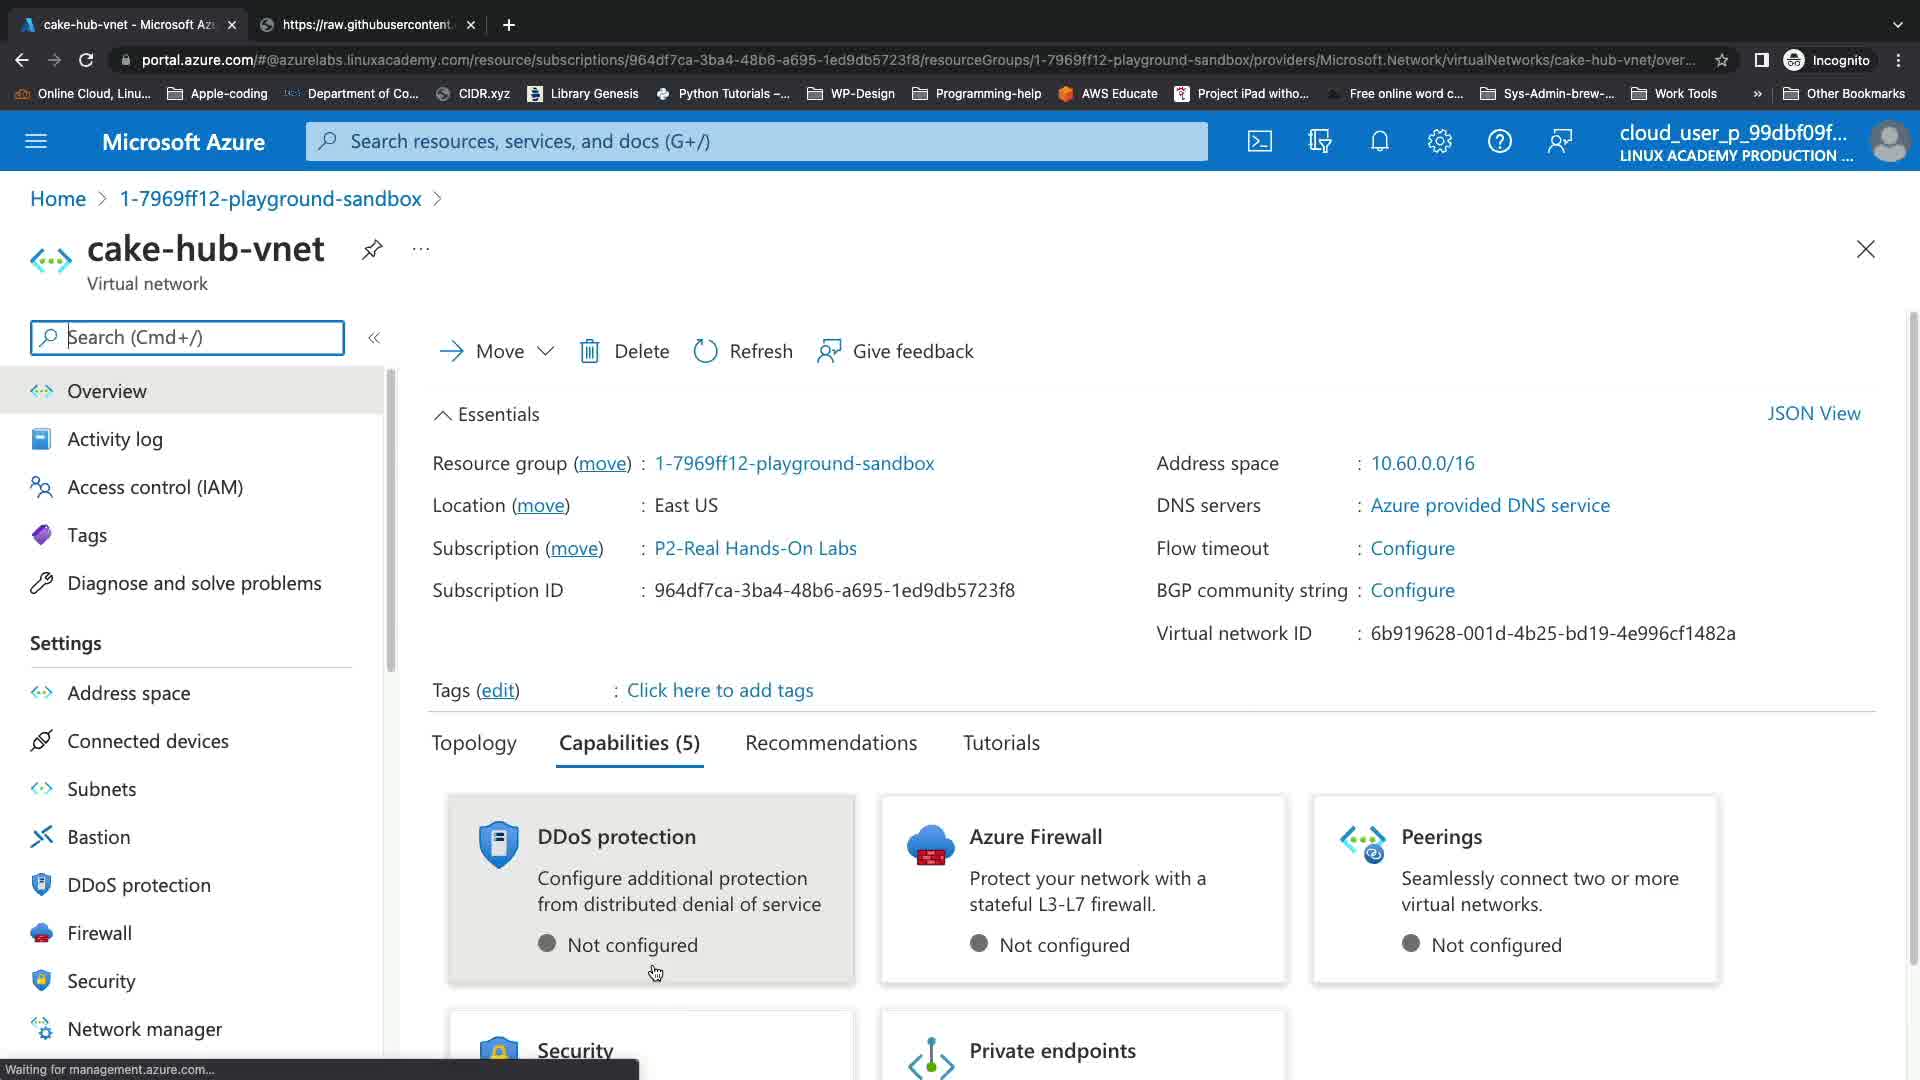 cake-hub-vnet - Microsoft Az
https://raw.githubusercontent.
portal.azure.com/#@azurelabs.linuxacademy.com/resource/subscriptions/964df7ca-3ba4-48b6-a695-1ed9db5723f8/resourceGroups/1-7969ff12-playground-sandbox/providers/Microsoft.Network/virtualNetworks/cake-hub-vnet/over...
Incognito
Online Cloud, Linu...
Apple-coding
Department of Co...
CIDR.xyz
Library Genesis
Python Tutorials –...
WP-Design
Programming-help
AWS Educate
Project iPad witho...
Free online word c...
Sys-Admin-brew-...
Work Tools
»
Other Bookmarks
Microsoft Azure
Search resources, services, and docs (G+/)
cloud_user_p_99dbf09f...
LINUX ACADEMY PRODUCTION ...
Home > 1-7969ff12-playground-sandbox >
cake-hub-vnet
...
Virtual network
Search (Cmd+/)
«
Move
Delete
Refresh
Give feedback
Overview
Activity log
Access control (IAM)
Tags
Diagnose and solve problems
Settings
Address space
Connected devices
Subnets
Bastion
DDoS protection
Firewall
Security
Network manager
Essentials
JSON View
Resource group (move) : 1-7969ff12-playground-sandbox
Location (move) : East US
Subscription (move) : P2-Real Hands-On Labs
Subscription ID : 964df7ca-3ba4-48b6-a695-1ed9db5723f8
Address space : 10.60.0.0/16
DNS servers : Azure provided DNS service
Flow timeout : Configure
BGP community string : Configure
Virtual network ID : 6b919628-001d-4b25-bd19-4e996cf1482a
Tags (edit) : Click here to add tags
Topology
Capabilities (5)
Recommendations
Tutorials
DDoS protection
Configure additional protection
from distributed denial of service
Not configured
Azure Firewall
Protect your network with a
stateful L3-L7 firewall.
Not configured
Peerings
Seamlessly connect two or more
virtual networks.
Not configured
Security
Private endpoints
Waiting for management.azure.com...